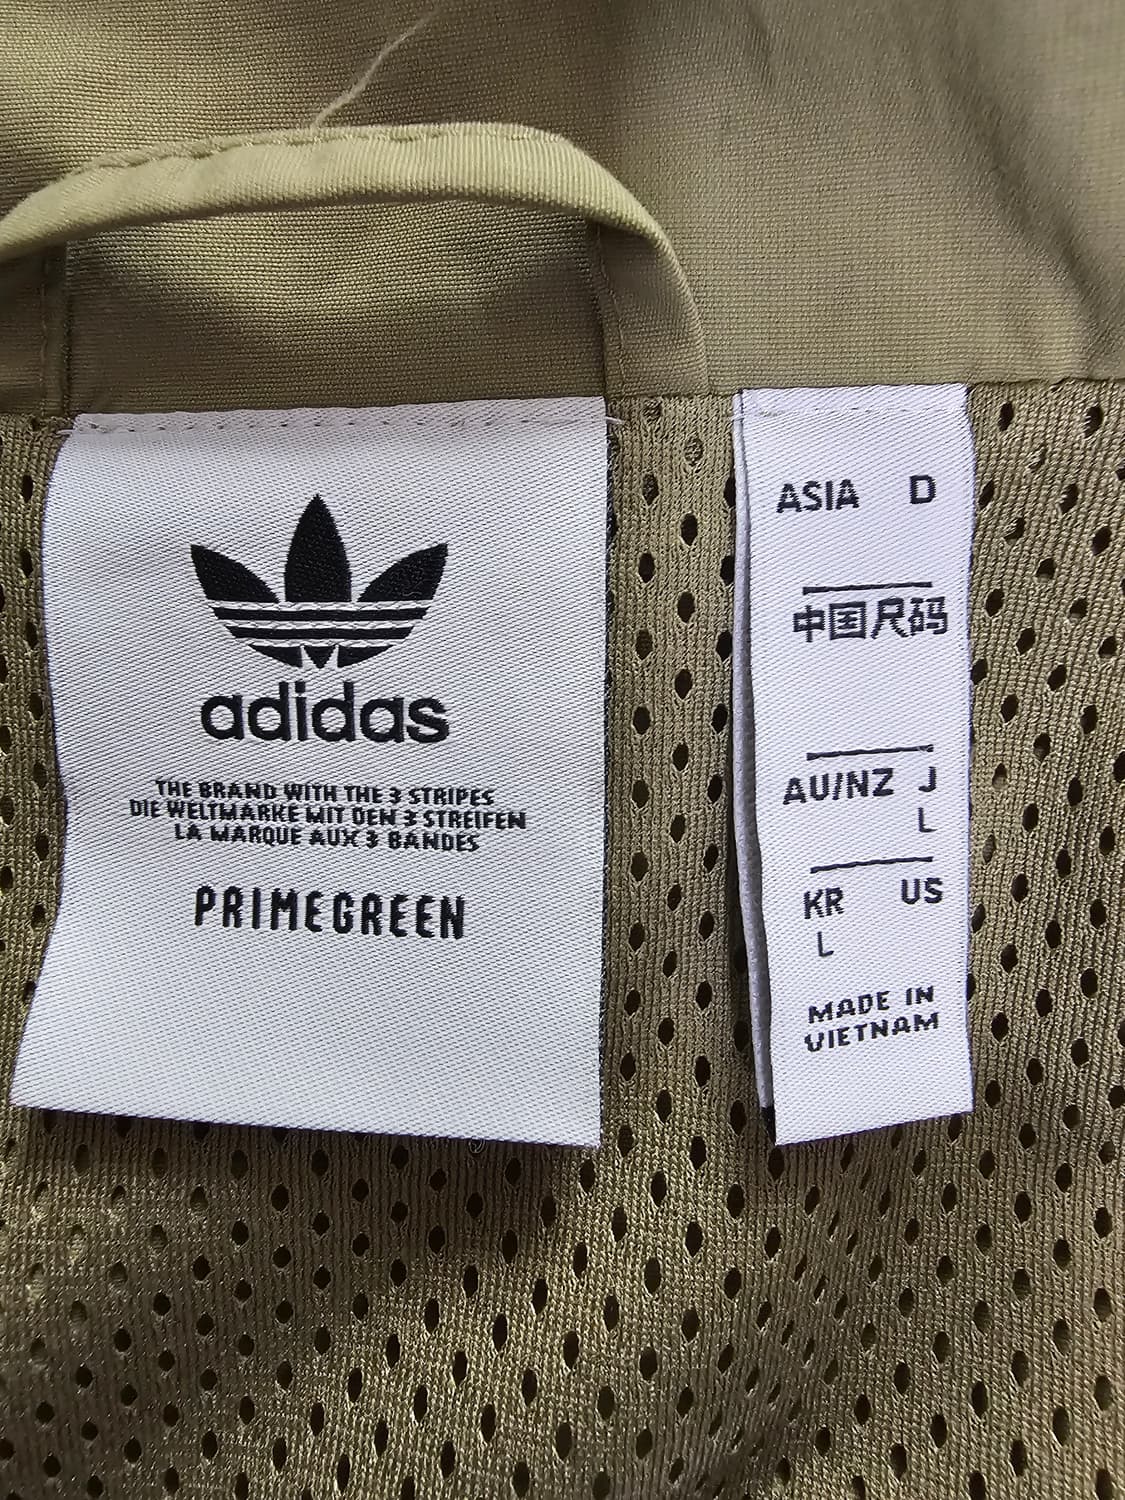 adidas
THE BRAND WITH THE 3 STRIPES
DIE WELTMARKE MIT DEN 3 STREIFEN
LA MARQUE AUX 3 BANDES
PRIMEGREEN
ASIA D
中国尺码
AU/NZ J
L
KR US
L
MADE IN
VIETNAM